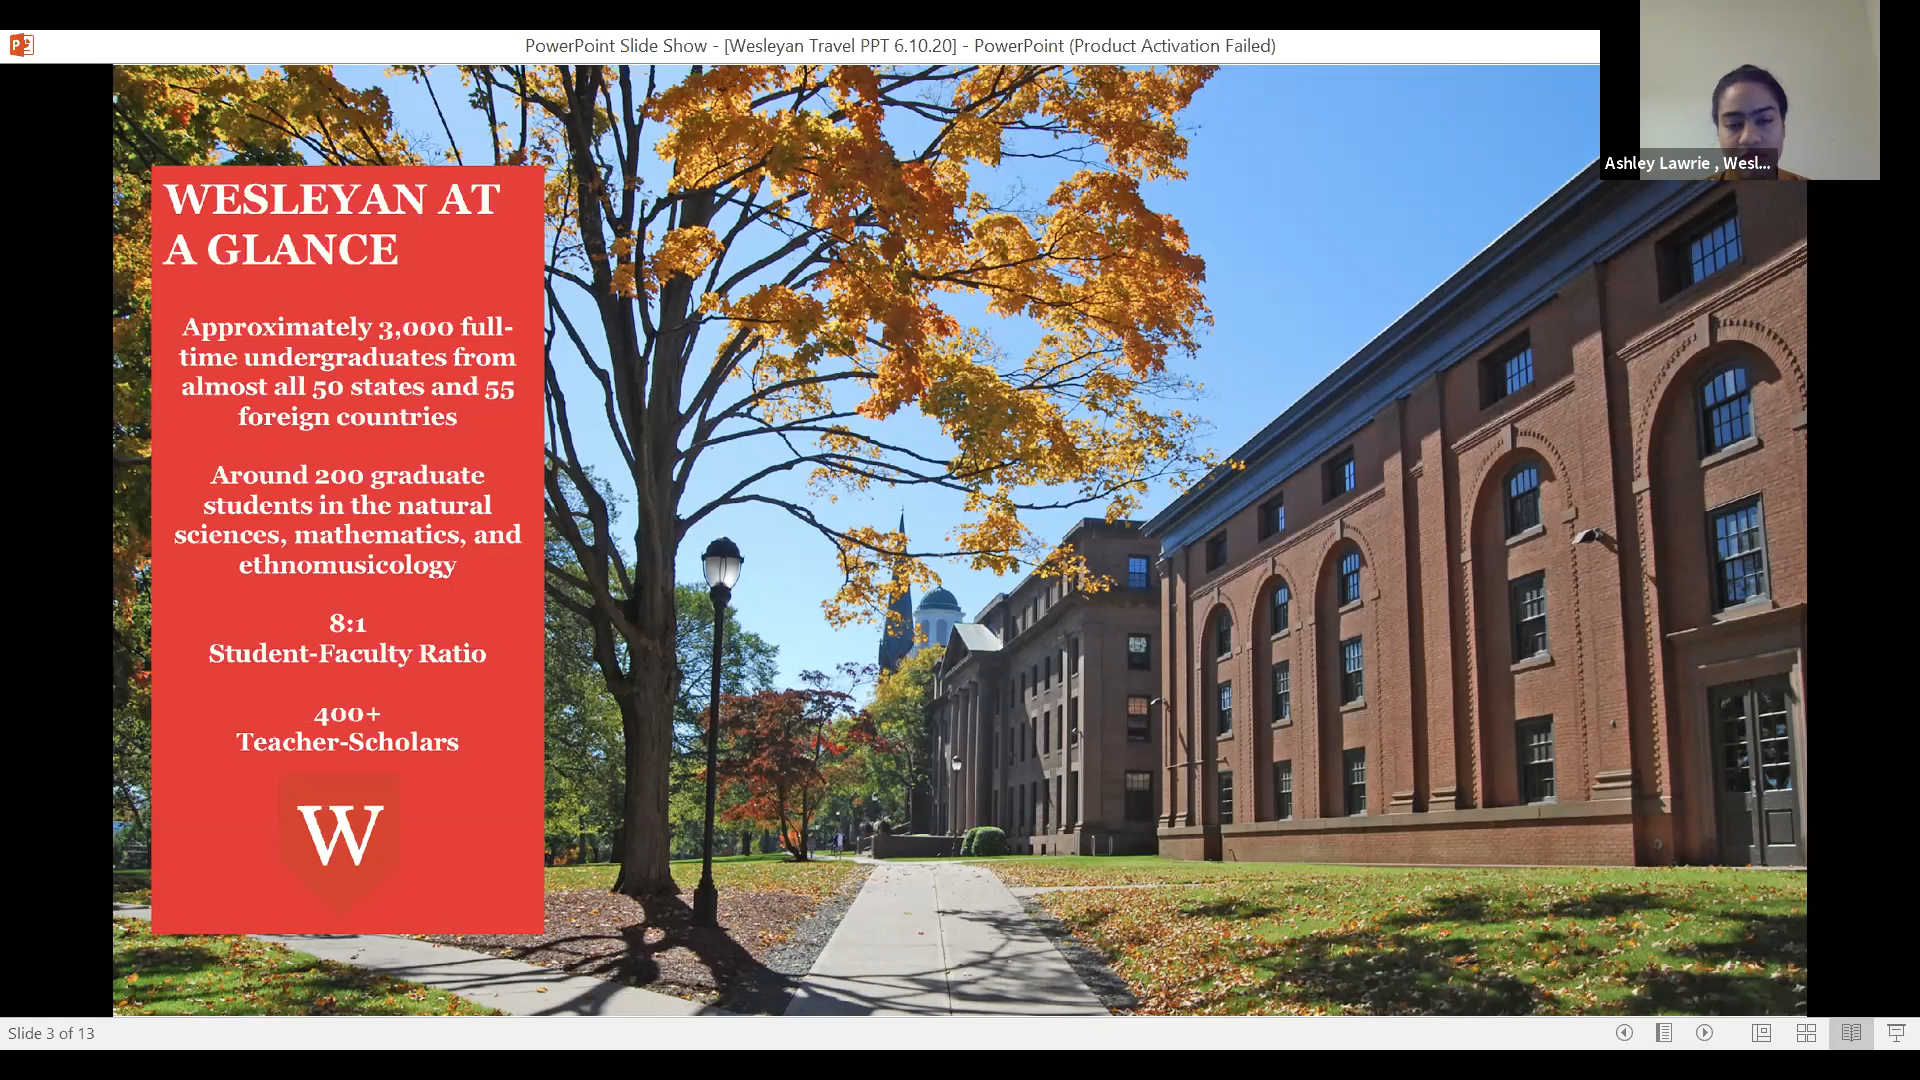 PowerPoint Slide Show - [Wesleyan Travel PPT 6.10.20] - PowerPoint (Product Activation Failed)
Ashley Lawrie , Wesl...
WESLEYAN AT
A GLANCE
Approximately 3,000 full-
time undergraduates from
almost all 50 states and 55
foreign countries
Around 200 graduate
students in the natural
sciences, mathematics, and
ethnomusicology
8:1
Student-Faculty Ratio
400+
Teacher-Scholars
W
Slide 3 of 13